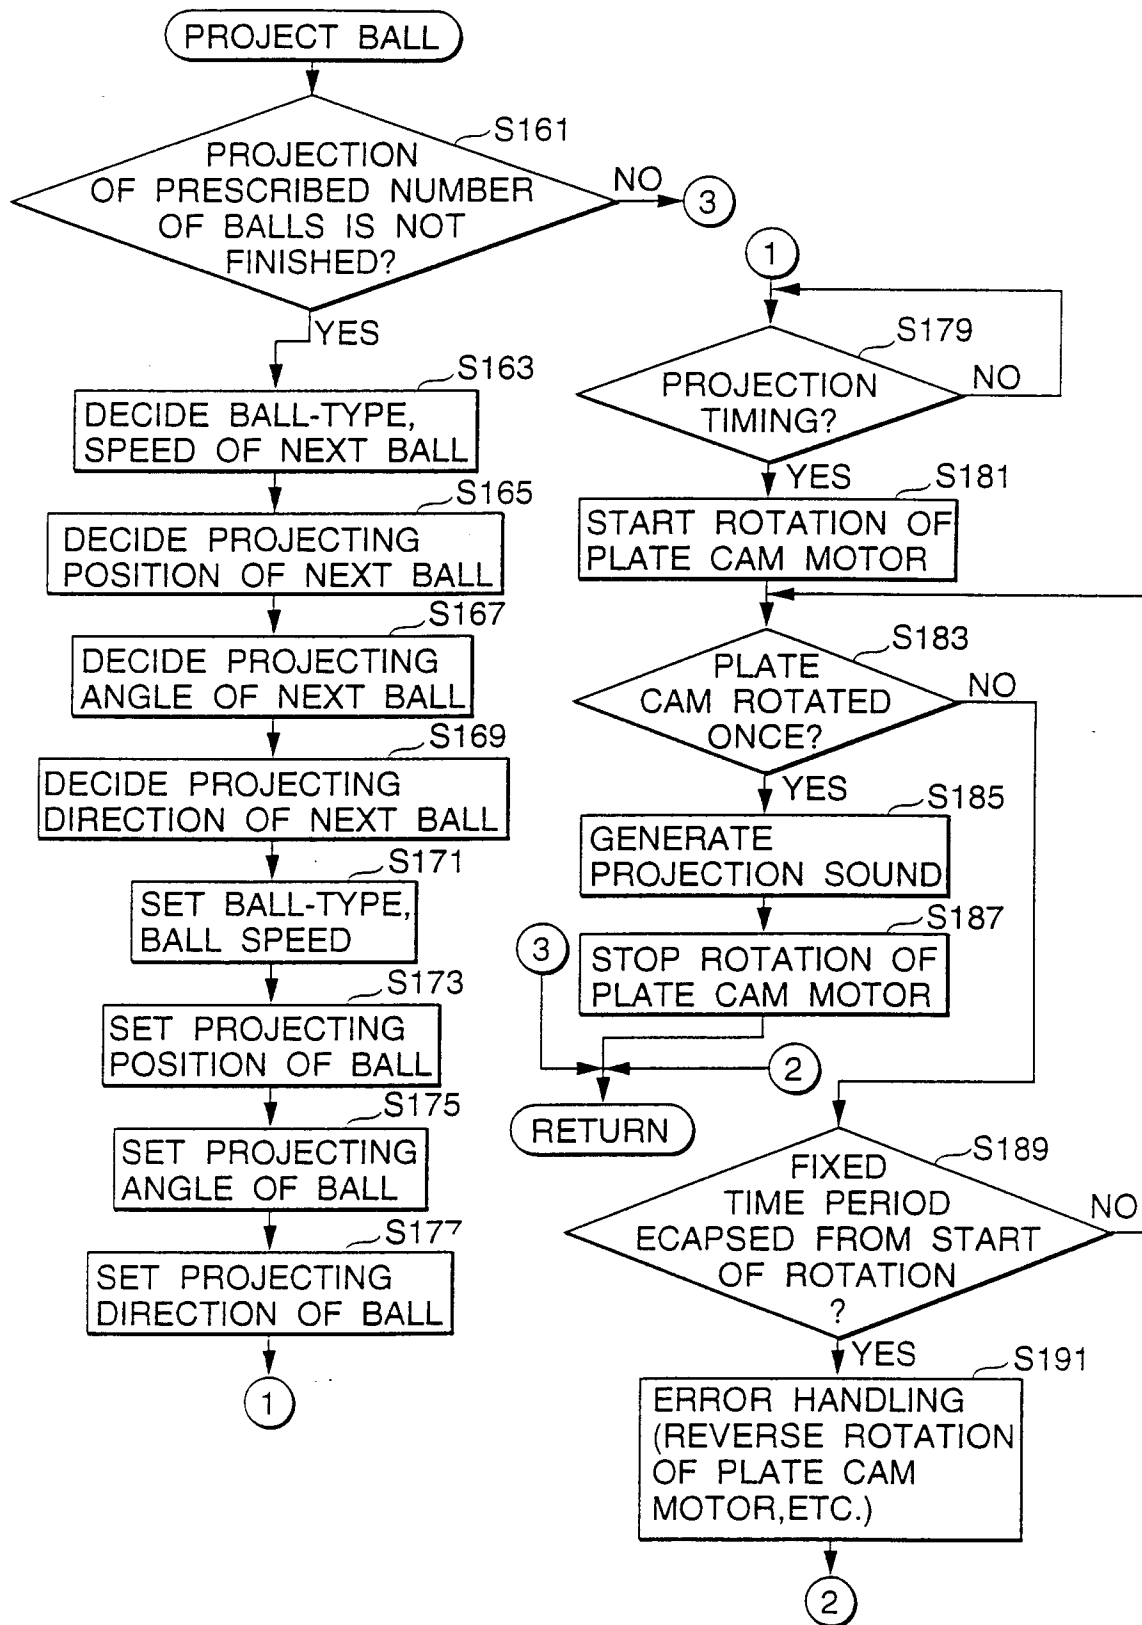 PROJECT BALL
S161
PROJECTION
OF PRESCRIBED NUMBER
OF BALLS IS NOT
FINISHED?
NO
3
YES
S163
DECIDE BALL-TYPE,
SPEED OF NEXT BALL
S165
DECIDE PROJECTING
POSITION OF NEXT BALL
S167
DECIDE PROJECTING
ANGLE OF NEXT BALL
S169
DECIDE PROJECTING
DIRECTION OF NEXT BALL
S171
SET BALL-TYPE,
BALL SPEED
S173
SET PROJECTING
POSITION OF BALL
S175
SET PROJECTING
ANGLE OF BALL
S177
SET PROJECTING
DIRECTION OF BALL
1
1
S179
PROJECTION
TIMING?
NO
YES
S181
START ROTATION OF
PLATE CAM MOTOR
S183
PLATE
CAM ROTATED
ONCE?
NO
YES
S185
GENERATE
PROJECTION SOUND
S187
STOP ROTATION OF
PLATE CAM MOTOR
3
2
RETURN
S189
FIXED
TIME PERIOD
ECAPSED FROM START
OF ROTATION
?
NO
YES
S191
ERROR HANDLING
(REVERSE ROTATION
OF PLATE CAM
MOTOR,ETC.)
2